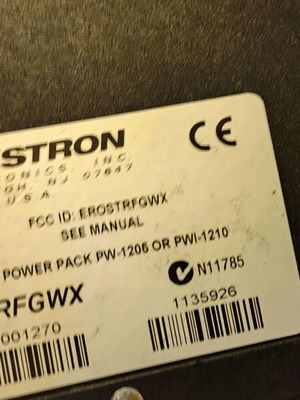 STRON
ONICS, INC.
GH, NJ 07647
U.S.A.
CE
FCC ID: EROSTRFGWX
SEE MANUAL
POWER PACK PW-1205 OR PWI-1210
N11785
RFGWX
001270
1135926